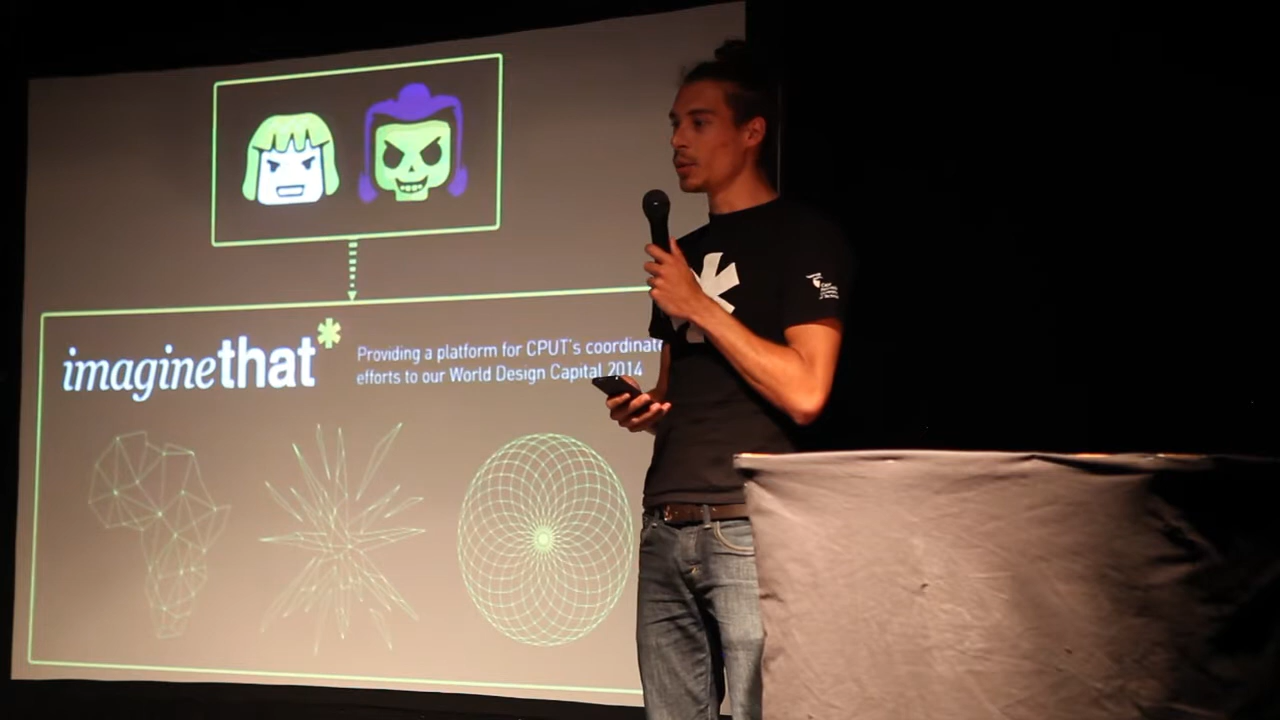 imaginethat*
Providing a platform for CPUT's coordinate
efforts to our World Design Capital 2014